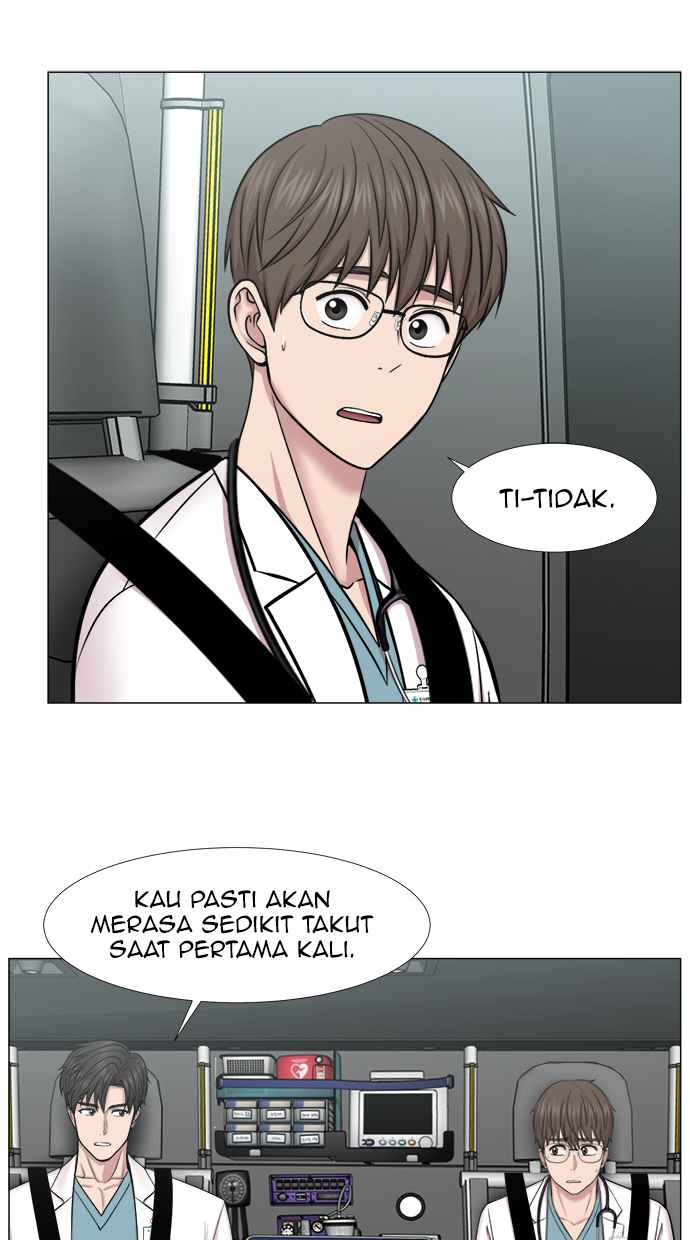 TI-TIDAK.
KAU PASTI AKAN
MERASA SEDIKIT TAKUT
SAAT PERTAMA KALI.